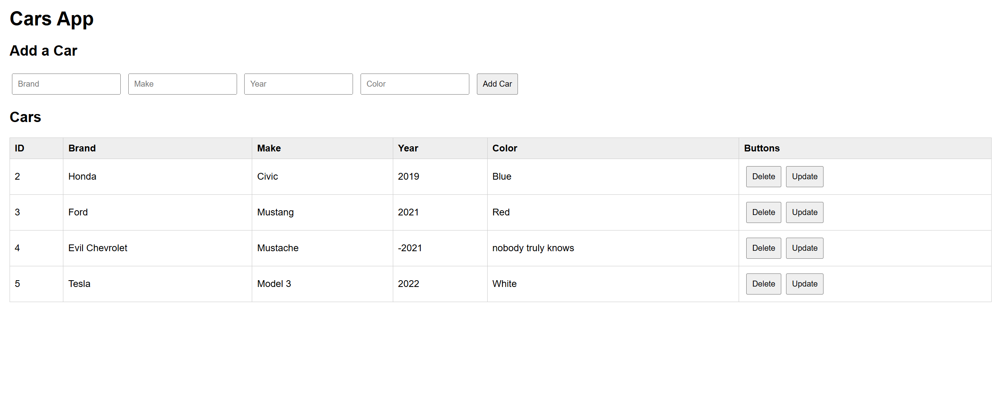 Cars App
Add a Car
Brand Make Year Color Add Car
Cars
ID Brand Make Year Color Buttons
2 Honda Civic 2019 Blue Delete Update
3 Ford Mustang 2021 Red Delete Update
4 Evil Chevrolet Mustache -2021 nobody truly knows Delete Update
5 Tesla Model 3 2022 White Delete Update